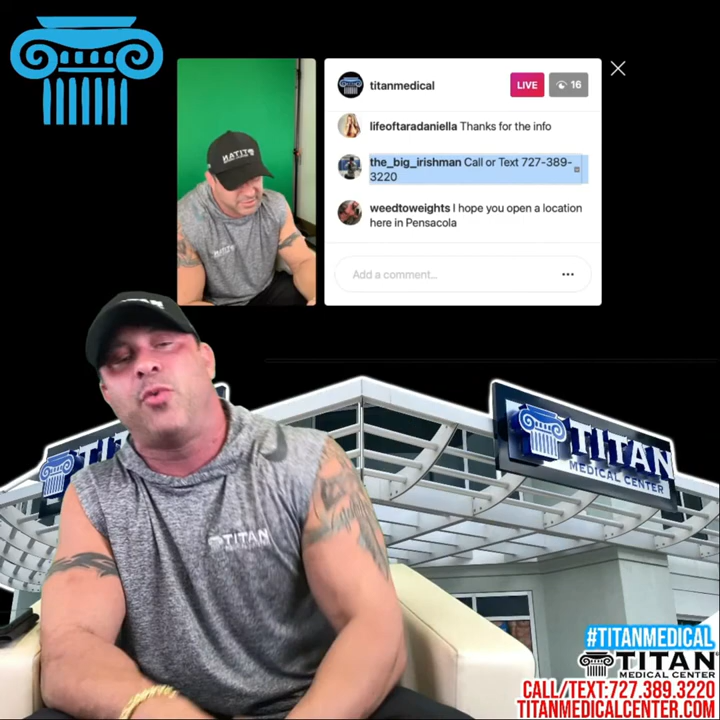 titanmedical LIVE 16
lifeoftaradaniella Thanks for the info
the_big_irishman Call or Text 727-389-
3220
weedtoweights I hope you open a location
here in Pensacola
Add a comment...
TITAN
TITAN
MEDICAL CENTER
TITAN
#TITANMEDICAL
TITAN
MEDICAL CENTER
CALL/TEXT:727.389.3220
TITANMEDICALCENTER.COM